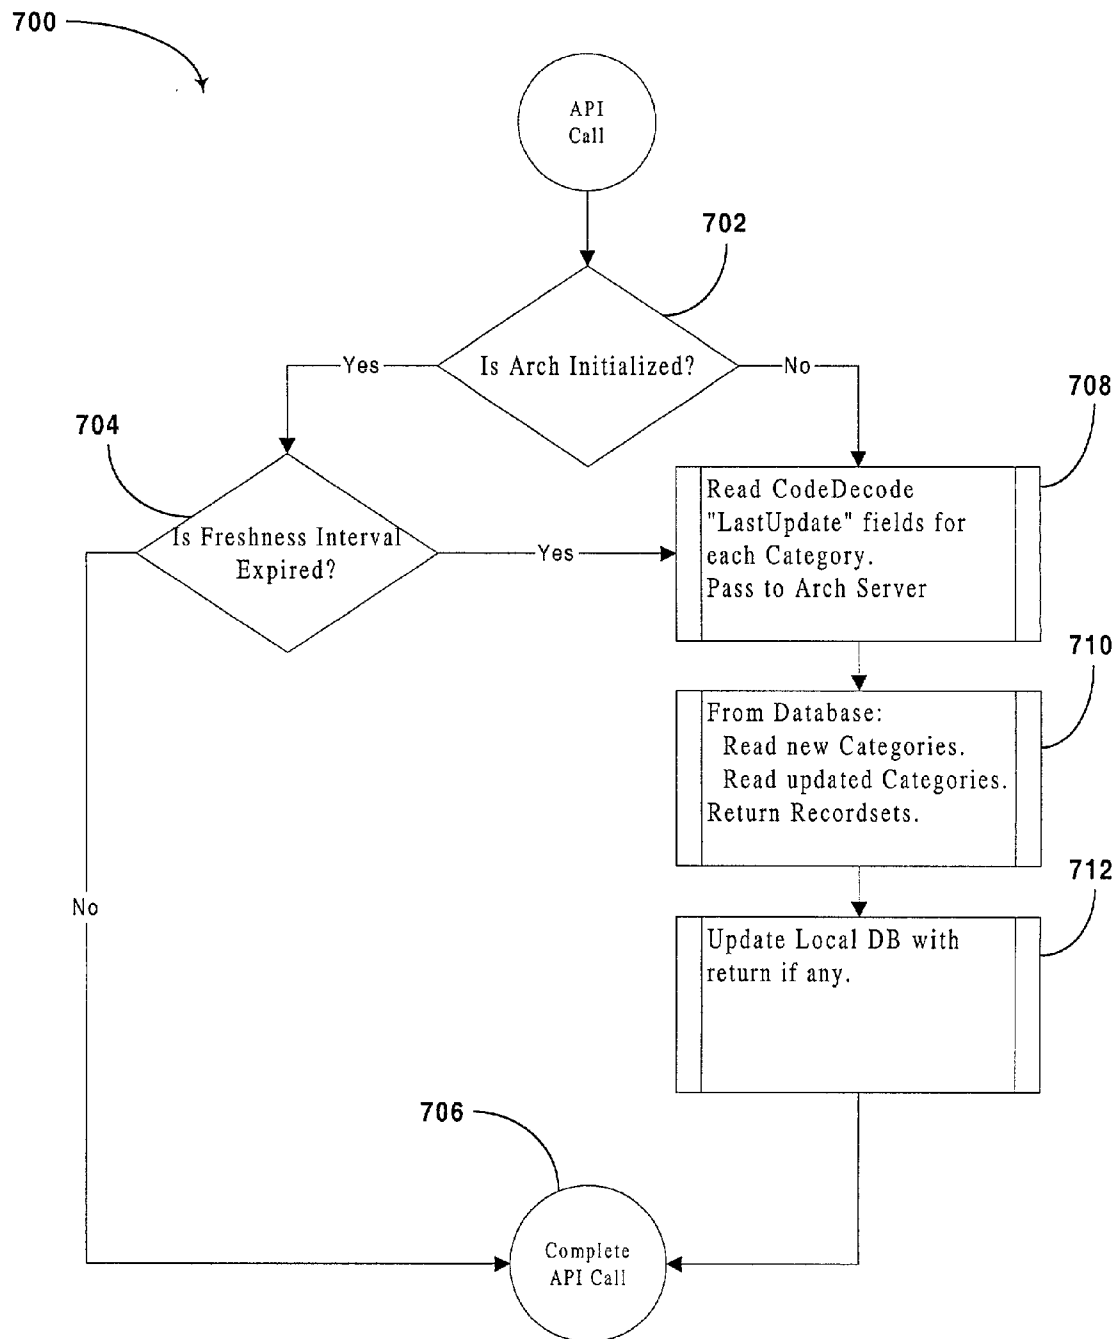 700
API
Call
702
Is Arch Initialized?
Yes
No
704
708
Is Freshness Interval
Expired?
Yes
Read CodeDecode
"LastUpdate" fields for
each Category.
Pass to Arch Server
710
From Database:
Read new Categories.
Read updated Categories.
Return Recordsets.
No
712
Update Local DB with
return if any.
706
Complete
API Call